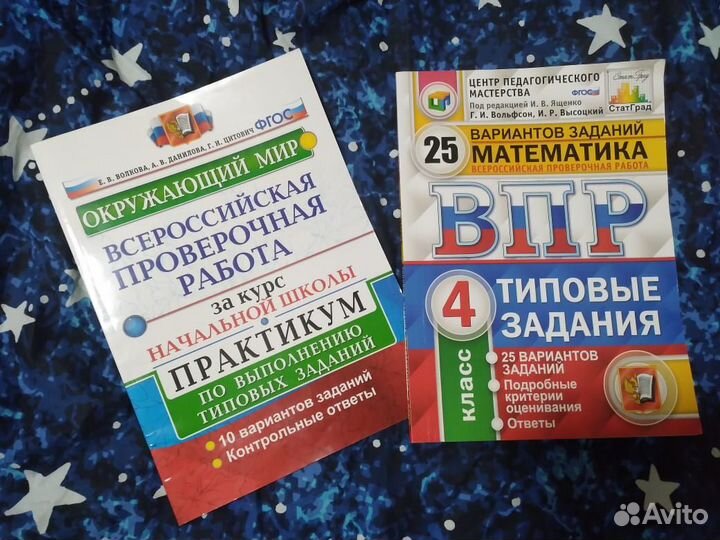 Е. В. ВОЛКОВА, А. В. ДАНИЛОВА, Г. И. ЦИТОВИЧ
ФГОС
ОКРУЖАЮЩИЙ МИР
ВСЕРОССИЙСКАЯ
ПРОВЕРОЧНАЯ
РАБОТА
за курс
НАЧАЛЬНОЙ ШКОЛЫ
ПРАКТИКУМ
ПО ВЫПОЛНЕНИЮ
ТИПОВЫХ ЗАДАНИЙ
10 вариантов заданий
Контрольные ответы
ЦЕНТР ПЕДАГОГИЧЕСКОГО
МАСТЕРСТВА
ФГОС
Под редакцией И. В. Ященко
Г. И. Вольфсон, И. Р. Высоцкий
СтатГрад
СтатГрад
25
ВАРИАНТОВ ЗАДАНИЙ
МАТЕМАТИКА
ВСЕРОССИЙСКАЯ ПРОВЕРОЧНАЯ РАБОТА
ВПР
4
класс
ТИПОВЫЕ
ЗАДАНИЯ
25 ВАРИАНТОВ
ЗАДАНИЙ
Подробные
критерии
оценивания
Ответы
Avito